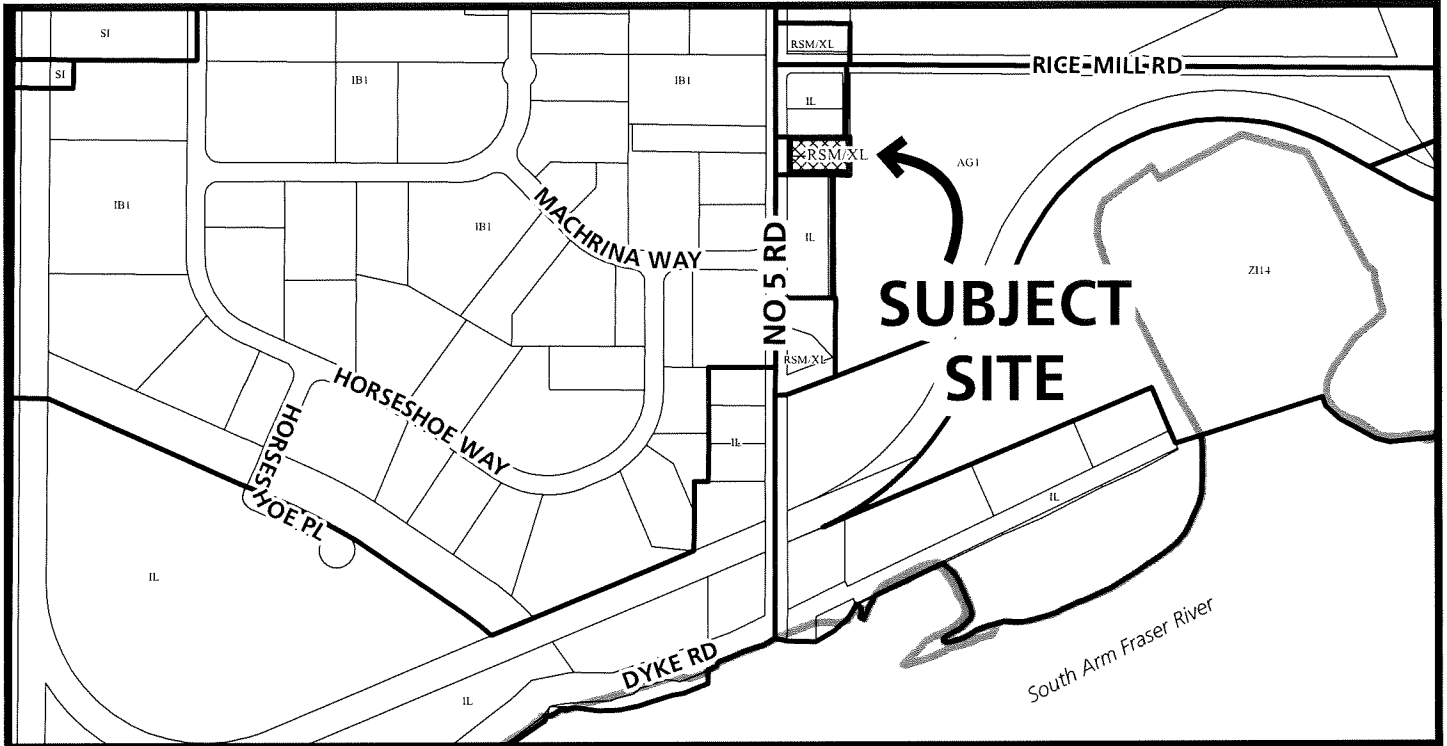 SI
SI
IB1
IB1
RSM/XL
RICE MILL RD
IL
RSM/XL
AG1
IB1
IB1
MACHRINA WAY
NO 5 RD
IL
ZI14
SUBJECT
SITE
RSM/XL
HORSESHOE WAY
HORSESHOE PL
IL
IL
IL
DYKE RD
IL
South Arm Fraser River